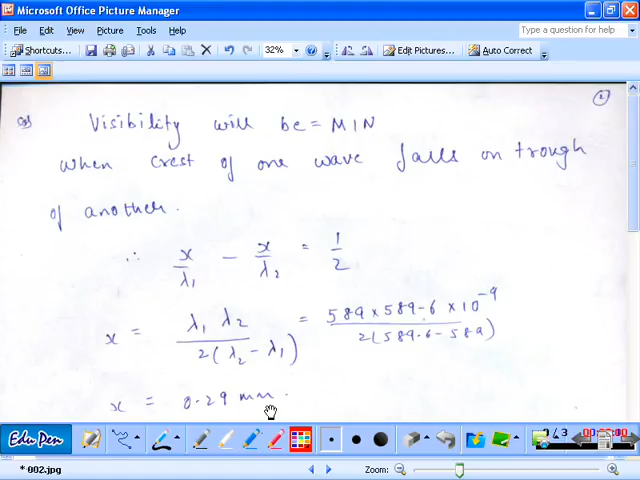 Microsoft Office Picture Manager
File Edit View Picture Tools Help
Type a question for help
Shortcuts... 32% Edit Pictures... Auto Correct
2
Visibility will be = MIN
when crest of one wave falls on trough
of another.
∴ x/λ1 - x/λ2 = 1/2
x = λ1 λ2 / 2(λ2 - λ1) = 589 × 589.6 × 10^-9 / 2(589.6 - 589)
x = 0.29 mm.
Edu Pen / 3
*-002.jpg Zoom: